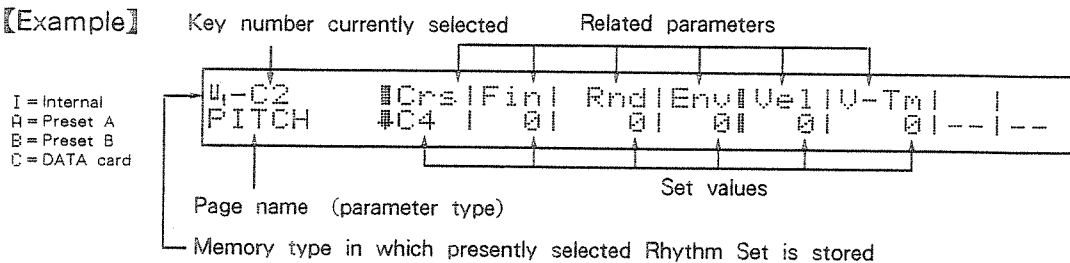 【Example】 Key number currently selected Related parameters
I = Internal
A = Preset A
B = Preset B
C = DATA card
-C2 Crs|Fin| Rnd|Env Vel|V-Tm| |
PITCH C4 | 0| 0| 0 0| 0|--|--
Set values
Page name (parameter type)
Memory type in which presently selected Rhythm Set is stored